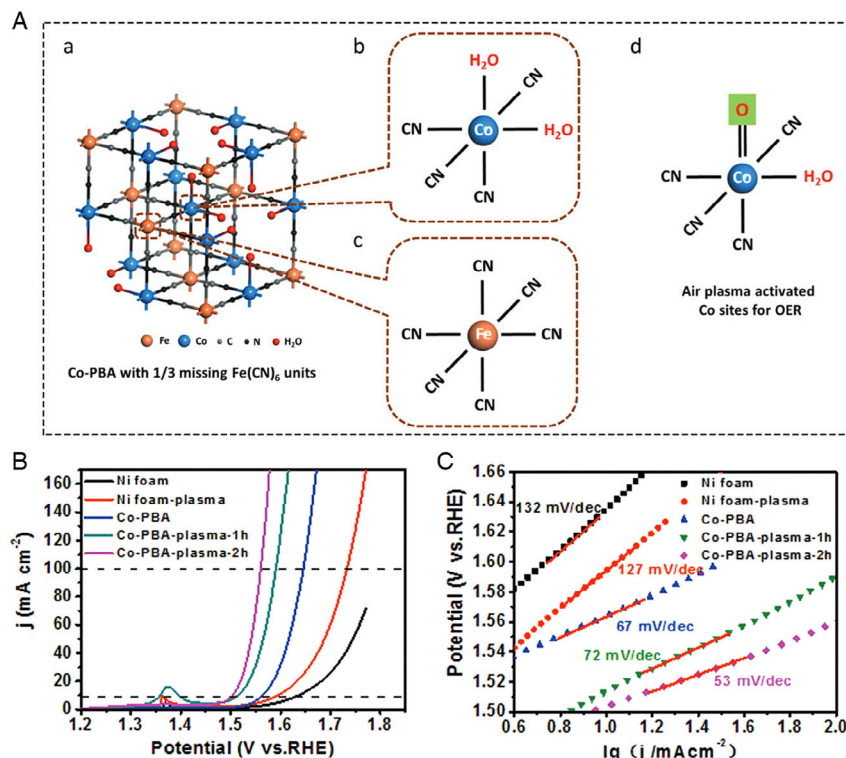 A
a
b
d
H₂O
CN
CN
Co
H₂O
CN
CN
O
CN
CN
Co
H₂O
CN
CN
c
CN
CN
CN
Fe
CN
CN
CN
Fe Co C N H₂O
Co-PBA with 1/3 missing Fe(CN)₆ units
Air plasma activated
Co sites for OER
B
j (mA cm⁻²)
160
140
120
100
80
60
40
20
0
1.2 1.3 1.4 1.5 1.6 1.7 1.8
Potential (V vs.RHE)
Ni foam
Ni foam-plasma
Co-PBA
Co-PBA-plasma-1h
Co-PBA-plasma-2h
C
Potential (V vs.RHE)
1.66
1.64
1.62
1.60
1.58
1.56
1.54
1.52
1.50
0.6 0.8 1.0 1.2 1.4 1.6 1.8 2.0
lg (j /mAcm⁻²)
Ni foam
Ni foam-plasma
Co-PBA
Co-PBA-plasma-1h
Co-PBA-plasma-2h
132 mV/dec
127 mV/dec
67 mV/dec
72 mV/dec
53 mV/dec